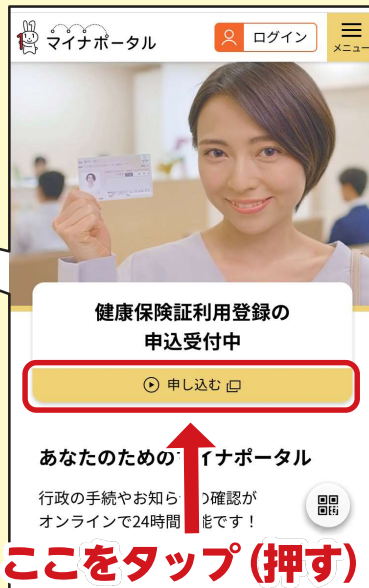 マイナポータル
ログイン
メニュー
健康保険証利用登録の
申込受付中
申し込む
あなたのための イナポータル
行政の手続やお知ら の確認が
オンラインで24時間 能です！
ここをタップ(押す)